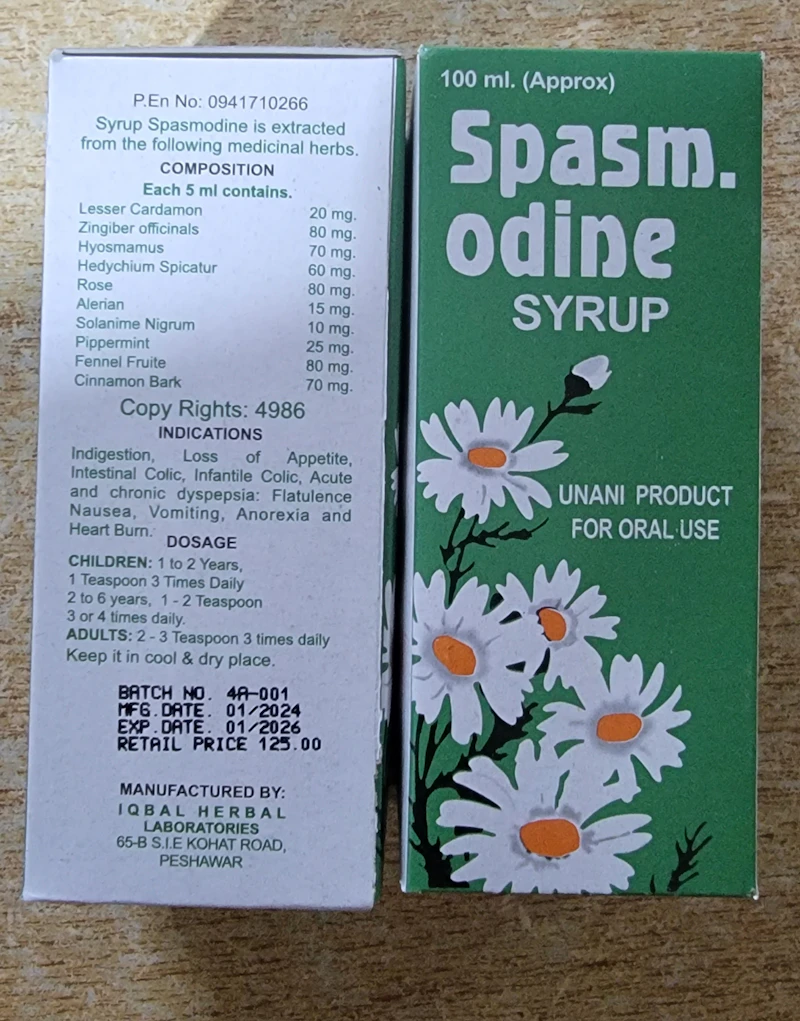 P.En No: 0941710266
Syrup Spasmodine is extracted
from the following medicinal herbs.
COMPOSITION
Each 5 ml contains.
Lesser Cardamon 20 mg.
Zingiber officinals 80 mg.
Hyosmamus 70 mg.
Hedychium Spicatur 60 mg.
Rose 80 mg.
Alerian 15 mg.
Solanime Nigrum 10 mg.
Pippermint 25 mg.
Fennel Fruite 80 mg.
Cinnamon Bark 70 mg.
Copy Rights: 4986
INDICATIONS
Indigestion, Loss of Appetite,
Intestinal Colic, Infantile Colic, Acute
and chronic dyspepsia: Flatulence
Nausea, Vomiting, Anorexia and
Heart Burn.
DOSAGE
CHILDREN: 1 to 2 Years,
1 Teaspoon 3 Times Daily
2 to 6 years, 1 - 2 Teaspoon
3 or 4 times daily.
ADULTS: 2 - 3 Teaspoon 3 times daily
Keep it in cool & dry place.
BATCH NO. 4A-001
MFG.DATE. 01/2024
EXP.DATE. 01/2026
RETAIL PRICE 125.00
MANUFACTURED BY:
IQBAL HERBAL
LABORATORIES
65-B S.I.E KOHAT ROAD,
PESHAWAR
100 ml. (Approx)
Spasm.
odine
SYRUP
UNANI PRODUCT
FOR ORAL USE